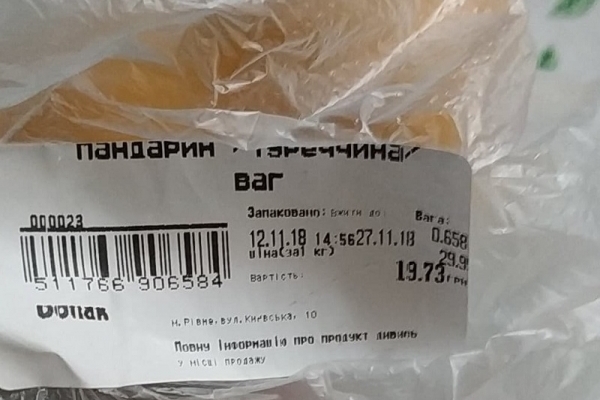 Мандарин <Туреччина>
ваг
000023
Запаковано: Вжити до: Вага:
12.11.18 14:56 27.11.18 0.658
Ціна(за1 кг) 29.9
Вартість: 19.73 грн
511766 906584
м.Рівне,вул.Київська, 10
Повну інформацію про продукт дивіть
у місці продажу